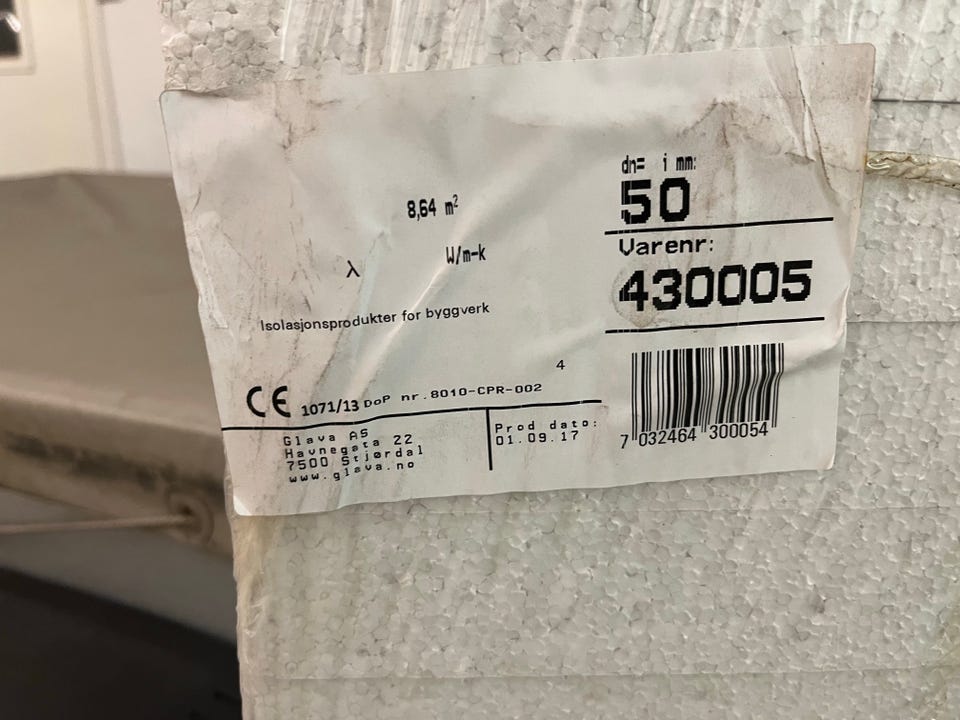 8,64 m²
λ W/m-k
Isolasjonsprodukter for byggverk
4
CE 1071/13 DoP nr.8010-CPR-002
Glava AS
Havnegata 22
7500 Stjørdal
www.glava.no
Prod dato:
01.09.17
dn= i mm:
50
Varenr:
430005
7 032464 300054